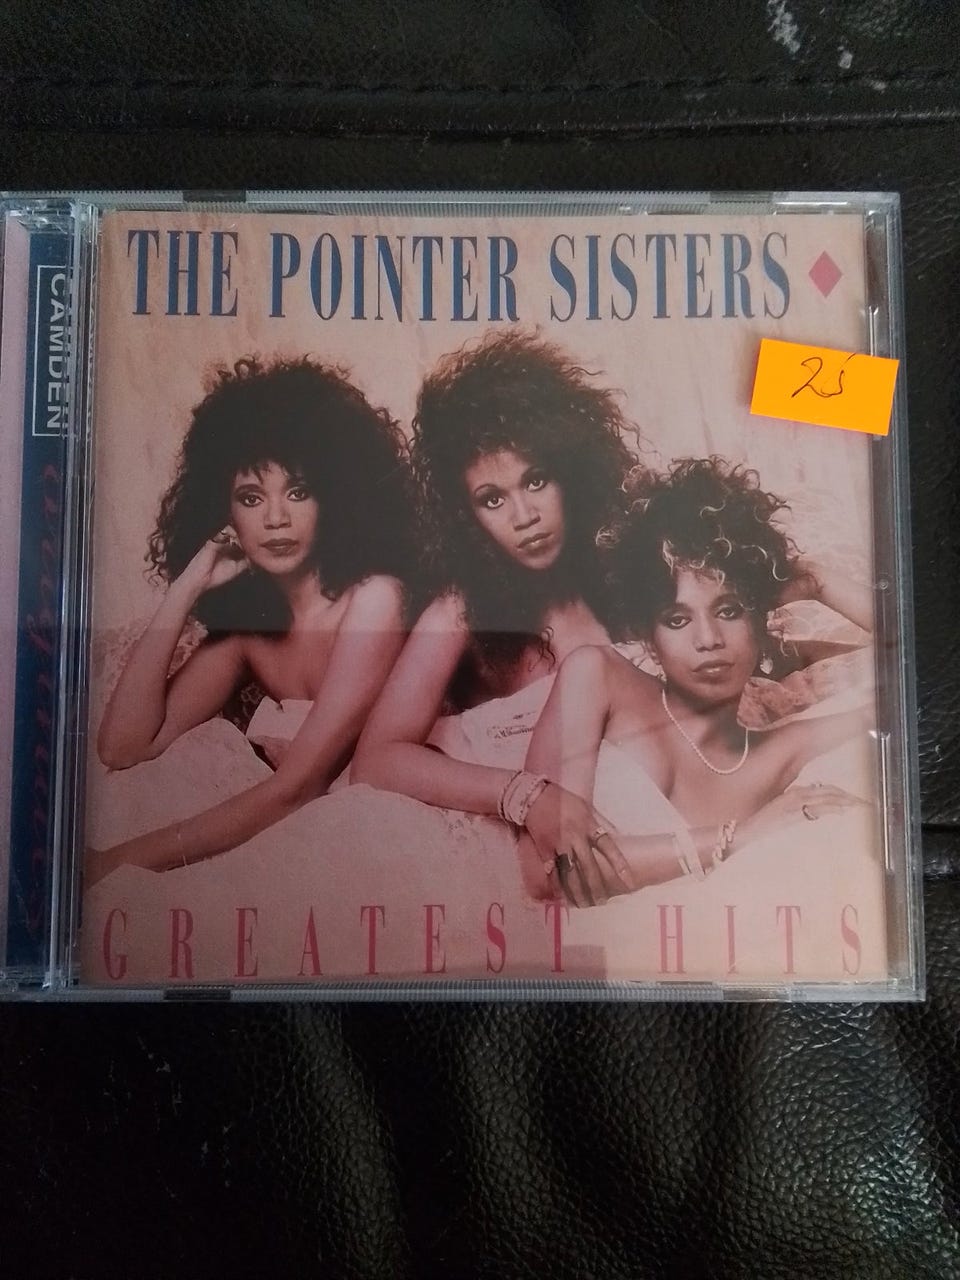 THE POINTER SISTERS
25
CAMDEN
GREATEST HITS